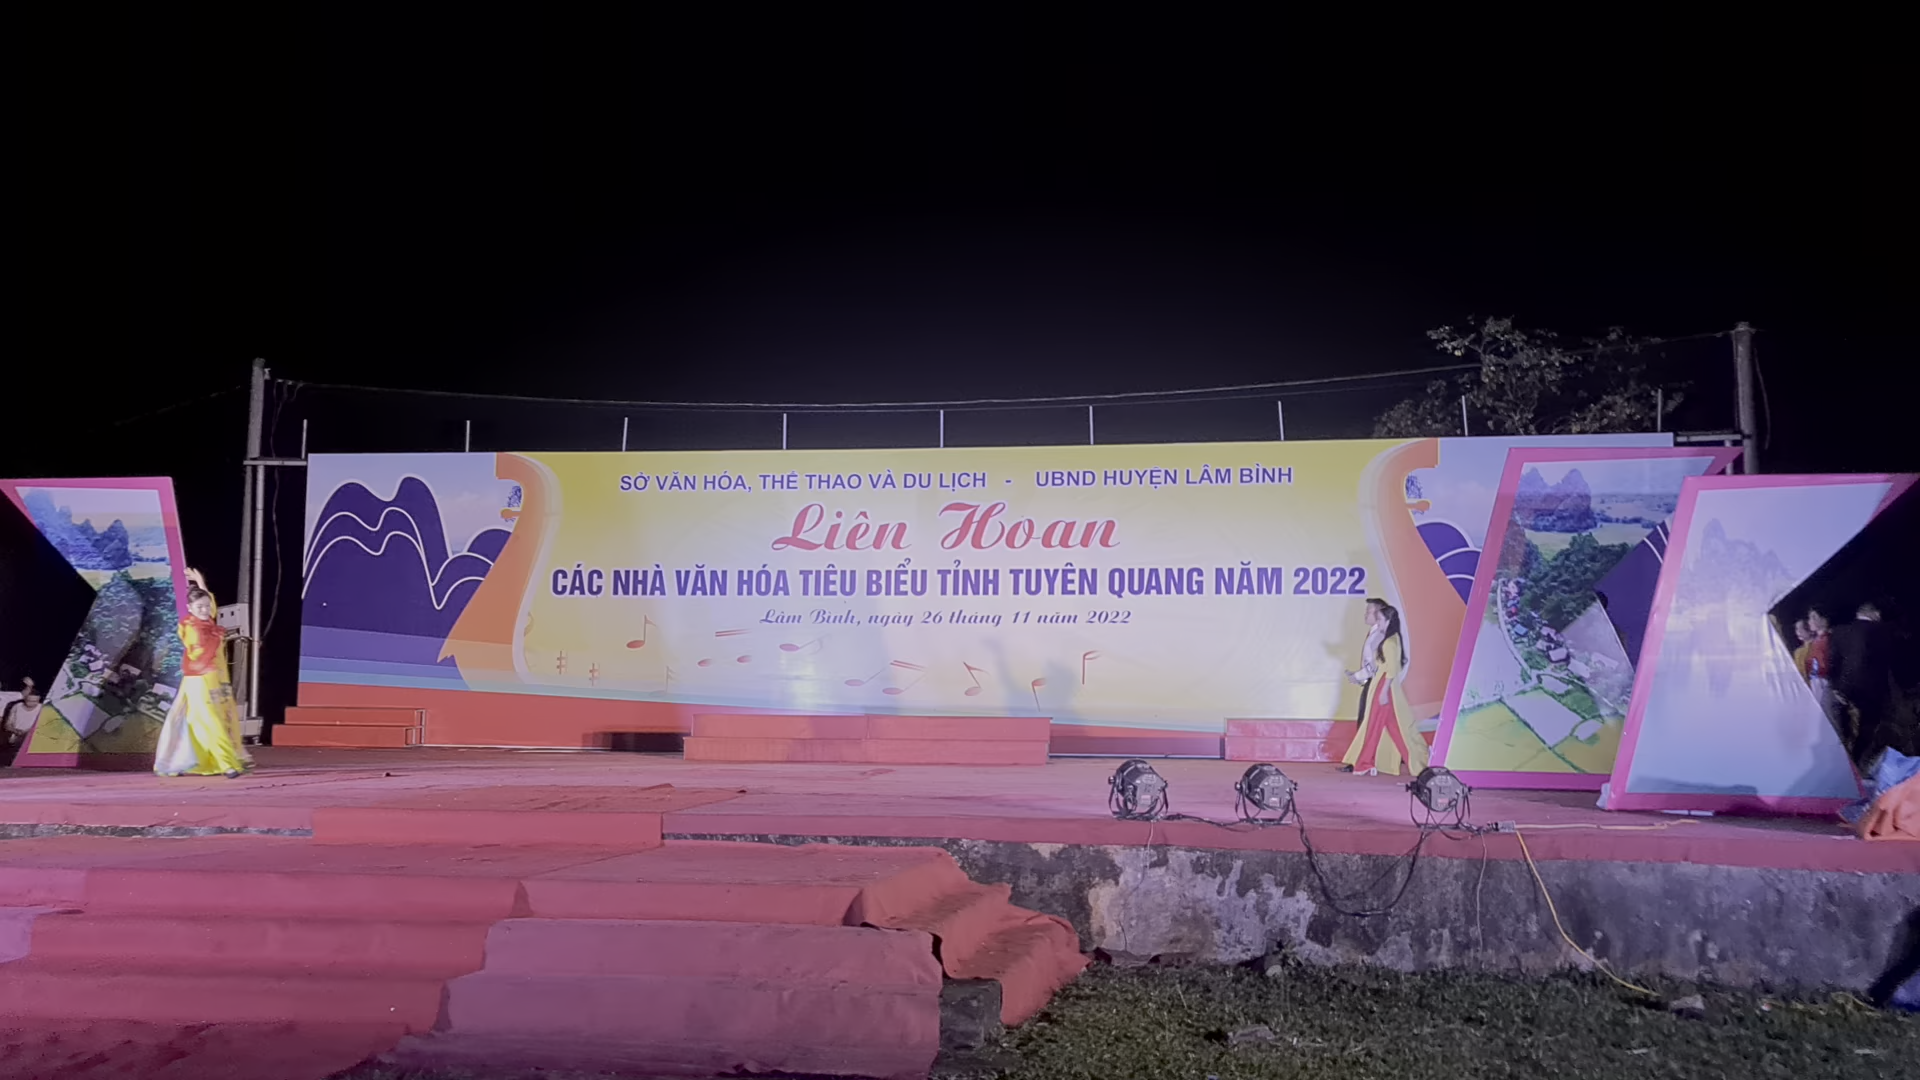 SỞ VĂN HÓA, THỂ THAO VÀ DU LỊCH - UBND HUYỆN LÂM BÌNH
Liên Hoan
CÁC NHÀ VĂN HÓA TIÊU BIỂU TỈNH TUYÊN QUANG NĂM 2022
Lâm Bình, ngày 26 tháng 11 năm 2022